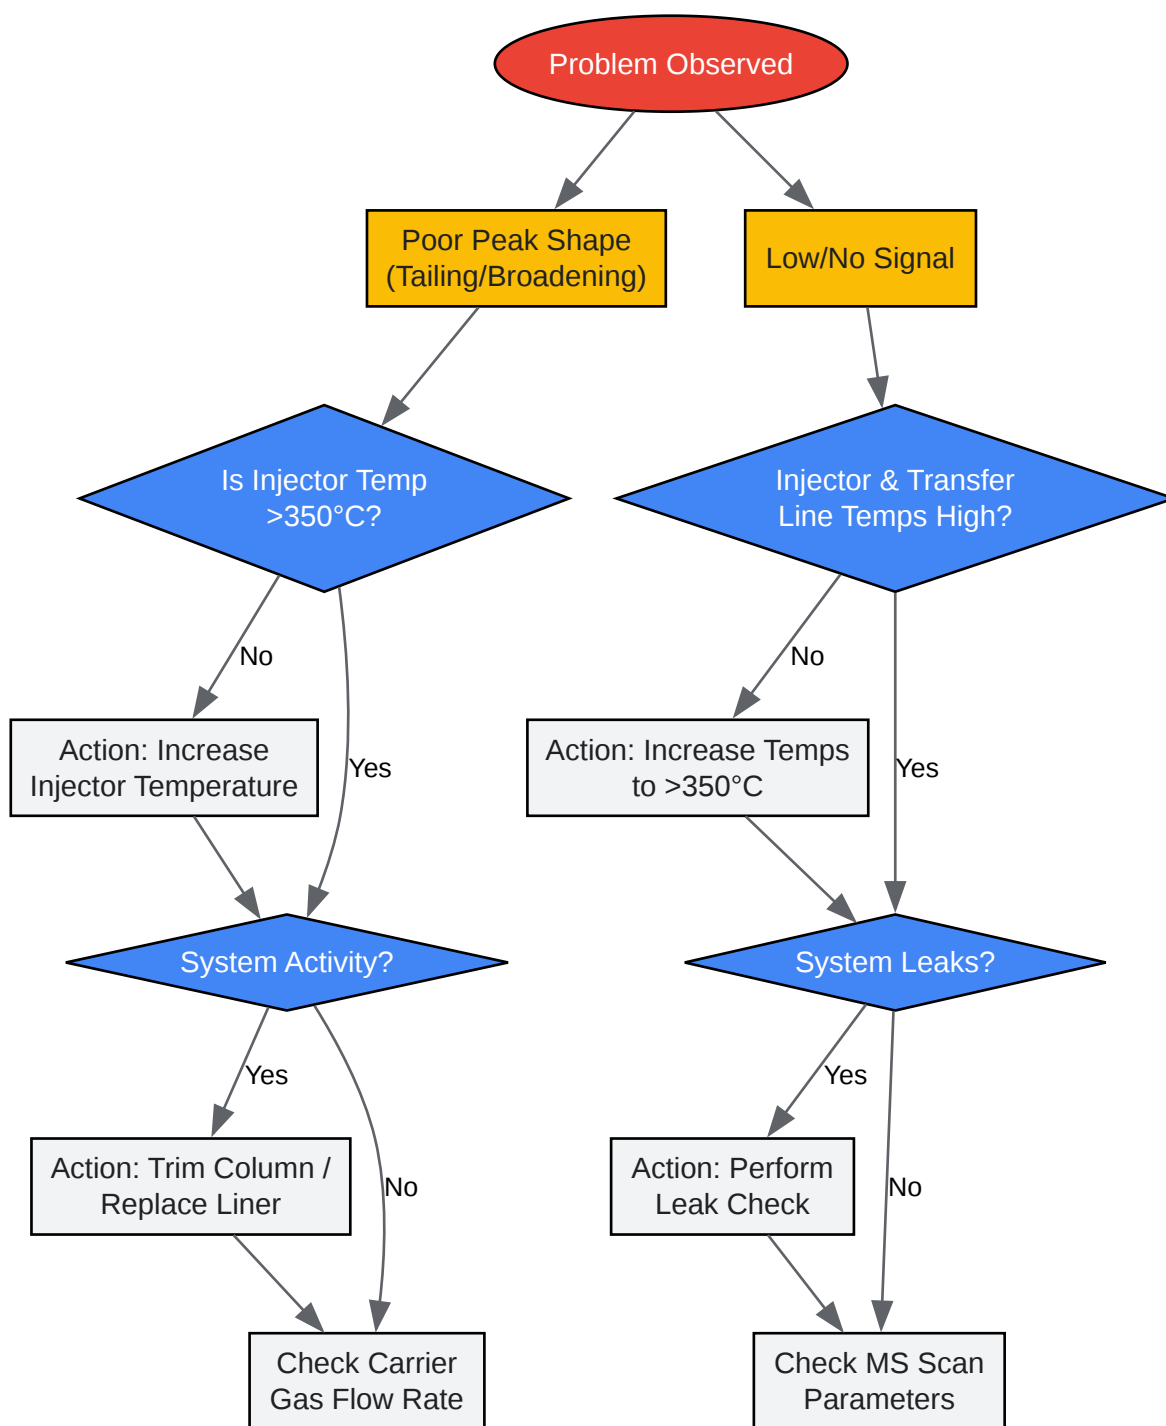 Problem Observed
Poor Peak Shape
(Tailing/Broadening)
Low/No Signal
Is Injector Temp
>350°C?
Injector & Transfer
Line Temps High?
No
No
Action: Increase
Injector Temperature
Yes
Action: Increase Temps
to >350°C
Yes
System Activity?
System Leaks?
Yes
Yes
Action: Trim Column /
Replace Liner
No
Action: Perform
Leak Check
No
Check Carrier
Gas Flow Rate
Check MS Scan
Parameters